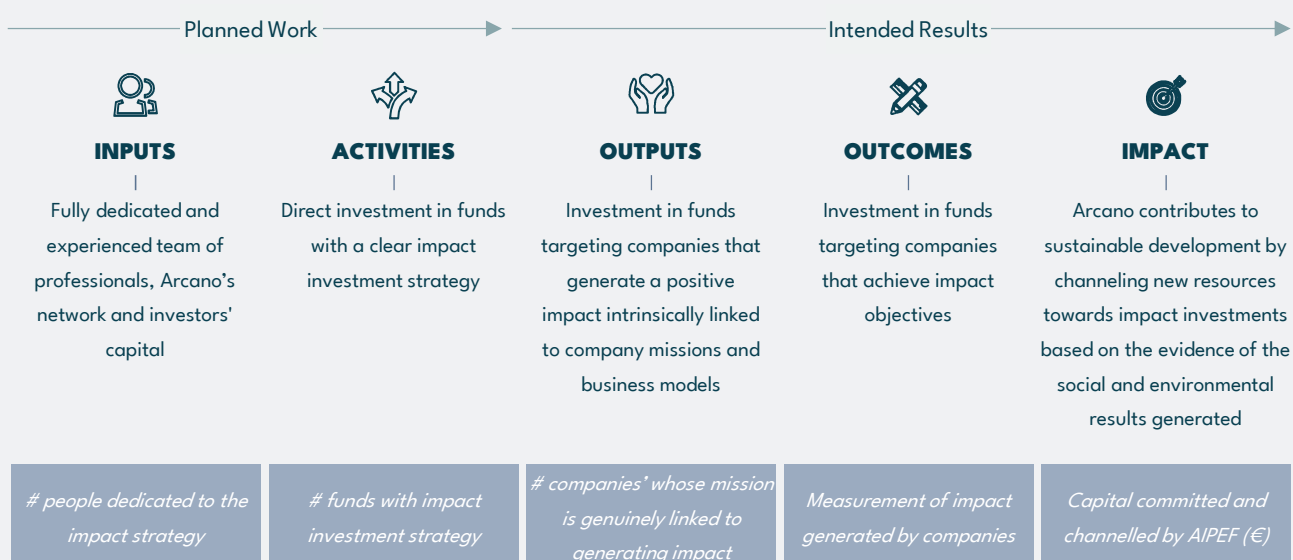 Planned Work
Intended Results
INPUTS
Fully dedicated and
experienced team of
professionals, Arcano's
network and investors'
capital
ACTIVITIES
Direct investment in funds
with a clear impact
investment strategy
OUTPUTS
Investment in funds
targeting companies that
generate a positive
impact intrinsically linked
to company missions and
business models
OUTCOMES
Investment in funds
targeting companies
that achieve impact
objectives
IMPACT
Arcano contributes to
sustainable development by
channeling new resources
towards impact investments
based on the evidence of the
social and environmental
results generated
# people dedicated to the
impact strategy
# funds with impact
investment strategy
# companies' whose mission
is genuinely linked to
generating impact
Measurement of impact
generated by companies
Capital committed and
channelled by AIPEF (€)